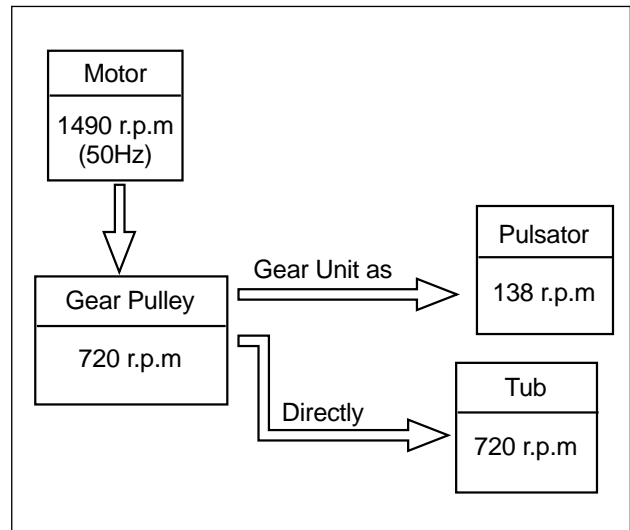 Motor
1490 r.p.m
(50Hz)
Gear Pulley
720 r.p.m
Gear Unit as
Pulsator
138 r.p.m
Directly
Tub
720 r.p.m